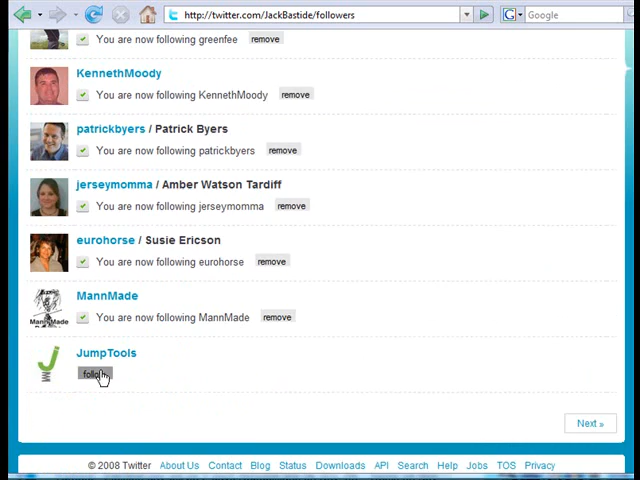 http://twitter.com/JackBastide/followers
Google
You are now following greenfee remove
KennethMoody
You are now following KennethMoody remove
patrickbyers / Patrick Byers
You are now following patrickbyers remove
jerseymomma / Amber Watson Tardiff
You are now following jerseymomma remove
eurohorse / Susie Ericson
You are now following eurohorse remove
MannMade
MannMade
You are now following MannMade remove
JumpTools
Next »
© 2008 Twitter About Us Contact Blog Status Downloads API Search Help Jobs TOS Privacy